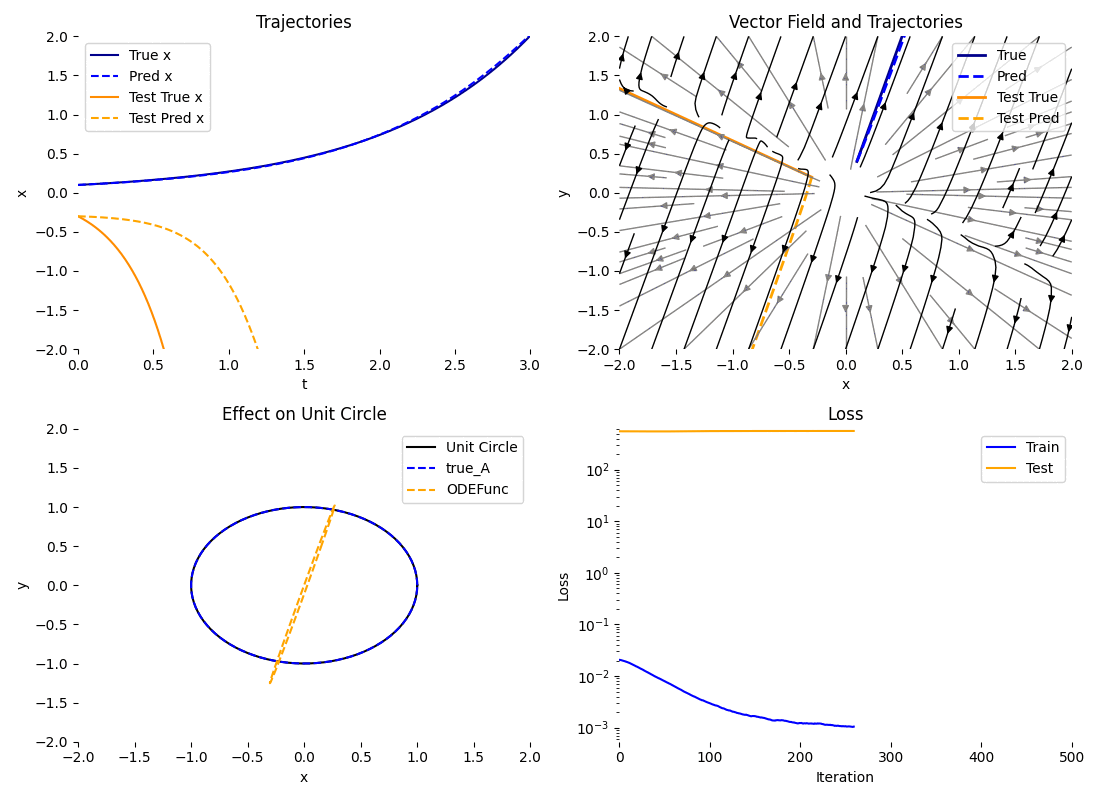 Trajectories
2.0
1.5
1.0
0.5
0.0
−0.5
−1.0
−1.5
−2.0
x
True x
Pred x
Test True x
Test Pred x
0.0 0.5 1.0 1.5 2.0 2.5 3.0
t
Vector Field and Trajectories
2.0
1.5
1.0
0.5
0.0
−0.5
−1.0
−1.5
−2.0
y
True
Pred
Test True
Test Pred
−2.0 −1.5 −1.0 −0.5 0.0 0.5 1.0 1.5 2.0
x
Effect on Unit Circle
2.0
1.5
1.0
0.5
0.0
−0.5
−1.0
−1.5
−2.0
y
Unit Circle
true_A
ODEFunc
−2.0 −1.5 −1.0 −0.5 0.0 0.5 1.0 1.5 2.0
x
Loss
10²
10¹
10⁰
10⁻¹
10⁻²
10⁻³
Loss
Train
Test
0 100 200 300 400 500
Iteration